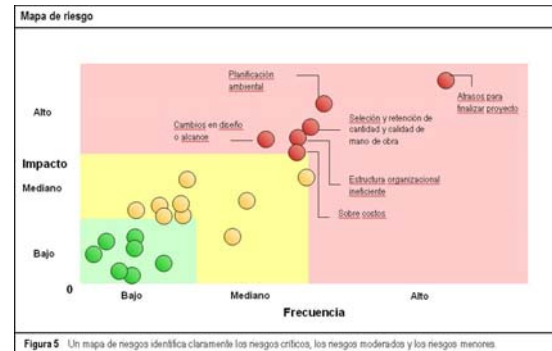 Mapa de riesgo
Planificación
ambiental
Alto
Atrasos para
finalizar proyecto
Cambios en diseño
o alcance
Seleción y retención de
cantidad y calidad de
mano de obra
Impacto
Mediano
Estructura organizacional
ineficiente
Sobre costos
Bajo
0
Bajo
Mediano
Alto
Frecuencia
Figura 5 Un mapa de riesgos identifica claramente los riesgos críticos, los riesgos moderados y los riesgos menores.